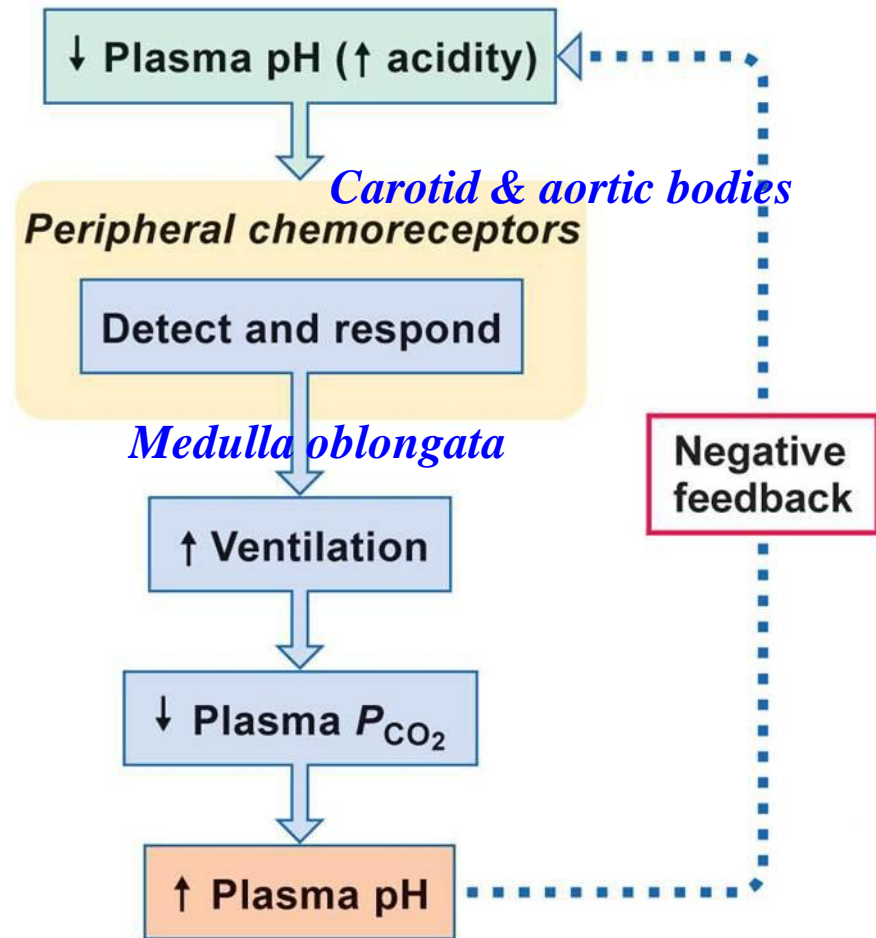 ↓ Plasma pH (↑ acidity)
Carotid & aortic bodies
Peripheral chemoreceptors
Detect and respond
Medulla oblongata
Negative
feedback
↑ Ventilation
↓ Plasma PCO₂
↑ Plasma pH